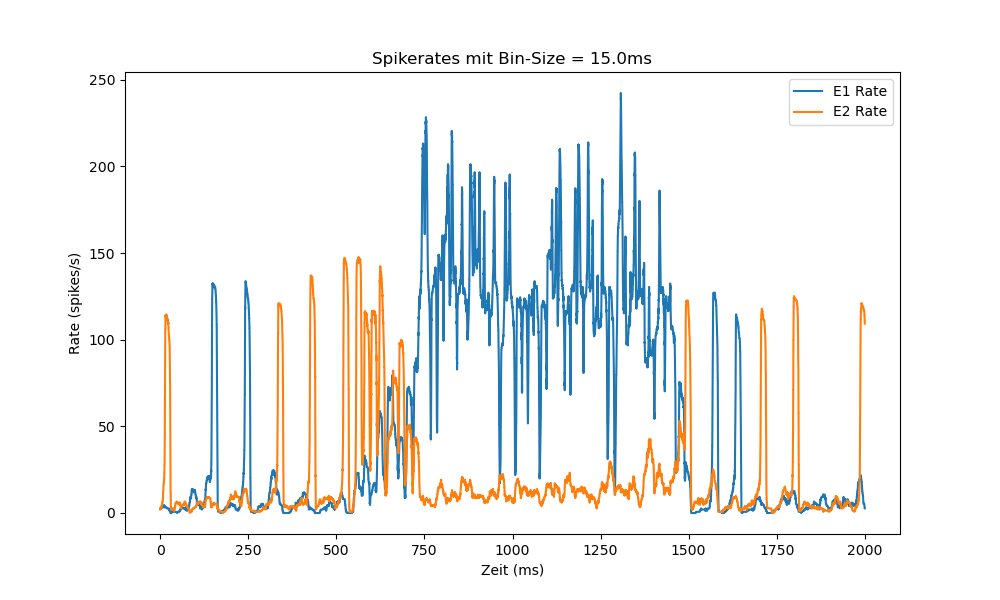 Spikerates mit Bin-Size = 15.0ms
E1 Rate
E2 Rate
250
200
150
100
50
0
Rate (spikes/s)
0 250 500 750 1000 1250 1500 1750 2000
Zeit (ms)